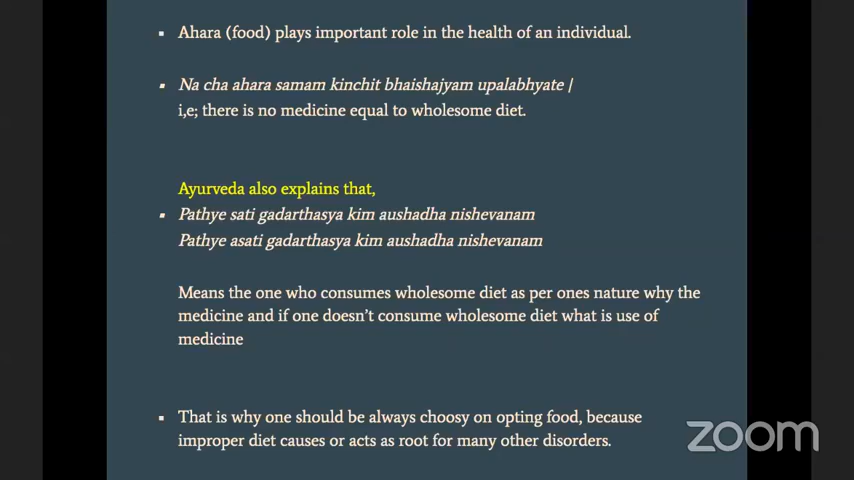 ▪ Ahara (food) plays important role in the health of an individual.
▪ Na cha ahara samam kinchit bhaishajyam upalabhyate |
i,e; there is no medicine equal to wholesome diet.
Ayurveda also explains that,
▪ Pathye sati gadarthasya kim aushadha nishevanam
Pathye asati gadarthasya kim aushadha nishevanam
Means the one who consumes wholesome diet as per ones nature why the
medicine and if one doesn't consume wholesome diet what is use of
medicine
▪ That is why one should be always choosy on opting food, because
improper diet causes or acts as root for many other disorders.
zoom